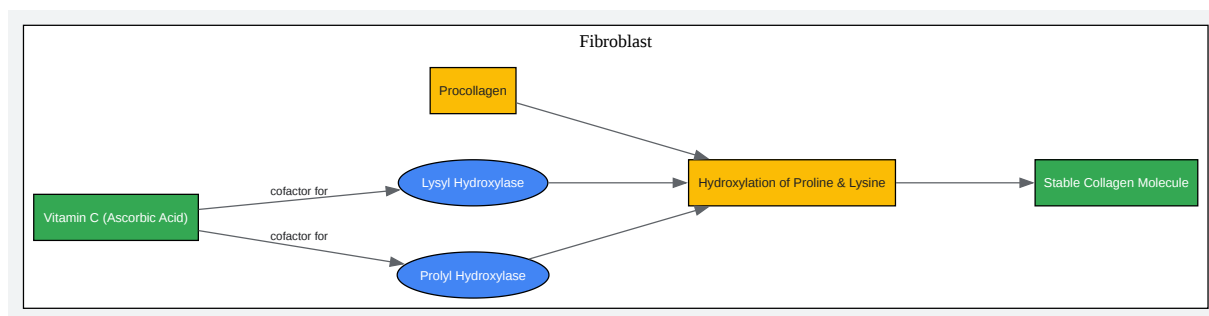 Fibroblast
Procollagen
Lysyl Hydroxylase
cofactor for
Hydroxylation of Proline & Lysine
Stable Collagen Molecule
Vitamin C (Ascorbic Acid)
cofactor for
Prolyl Hydroxylase